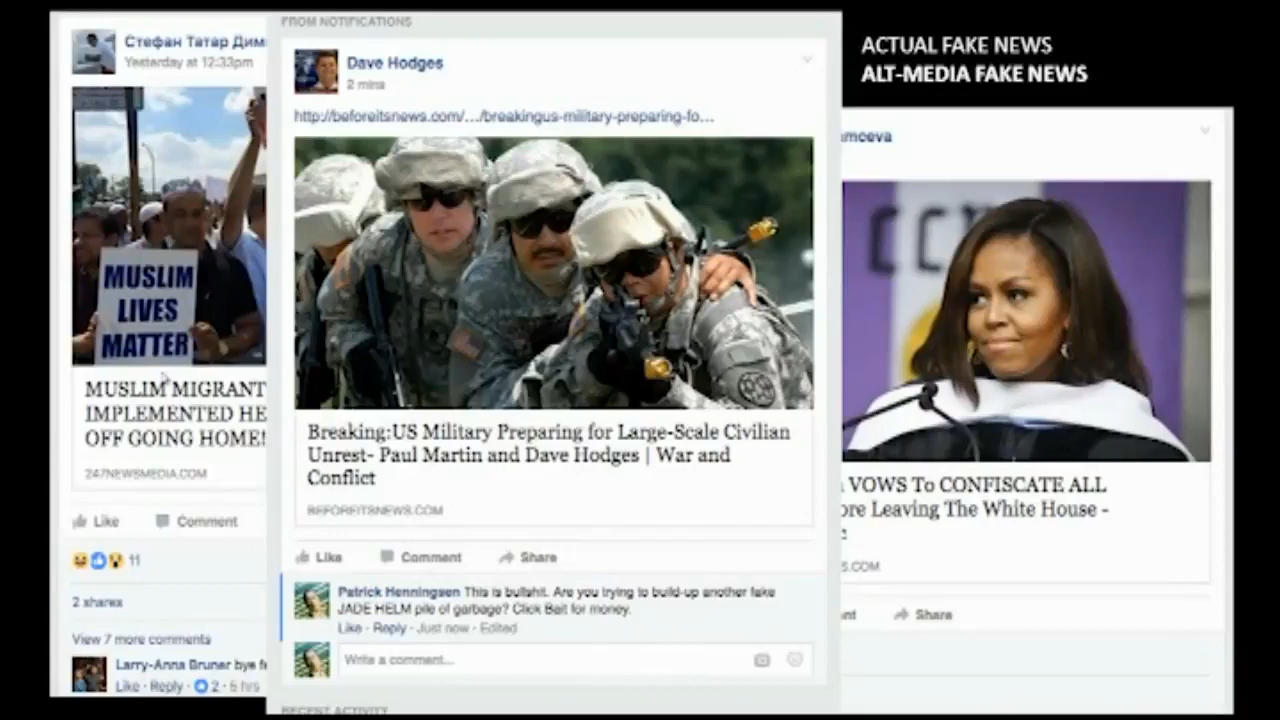 Стефан Татар Дим
Yesterday at 12:33pm
MUSLIM
LIVES
MATTER
MUSLIM MIGRANT
IMPLEMENTED HE
OFF GOING HOME!
247NEWSMEDIA.COM
Like Comment
11
2 shares
View 7 more comments
Larry-Anna Bruner bye fe
Like · Reply · 2 · 5 hrs
FROM NOTIFICATIONS
Dave Hodges
2 mins
http://beforeitsnews.com/.../breakingus-military-preparing-fo...
Breaking:US Military Preparing for Large-Scale Civilian
Unrest- Paul Martin and Dave Hodges | War and
Conflict
BEFOREITSNEWS.COM
Like Comment Share
Patrick Henningsen This is bullshit. Are you trying to build-up another fake
JADE HELM pile of garbage? Click Bait for money.
Like · Reply · Just now · Edited
Write a comment...
RECENT ACTIVITY
ACTUAL FAKE NEWS
ALT-MEDIA FAKE NEWS
amceva
VOWS To CONFISCATE ALL
ore Leaving The White House -
S.COM
nt Share